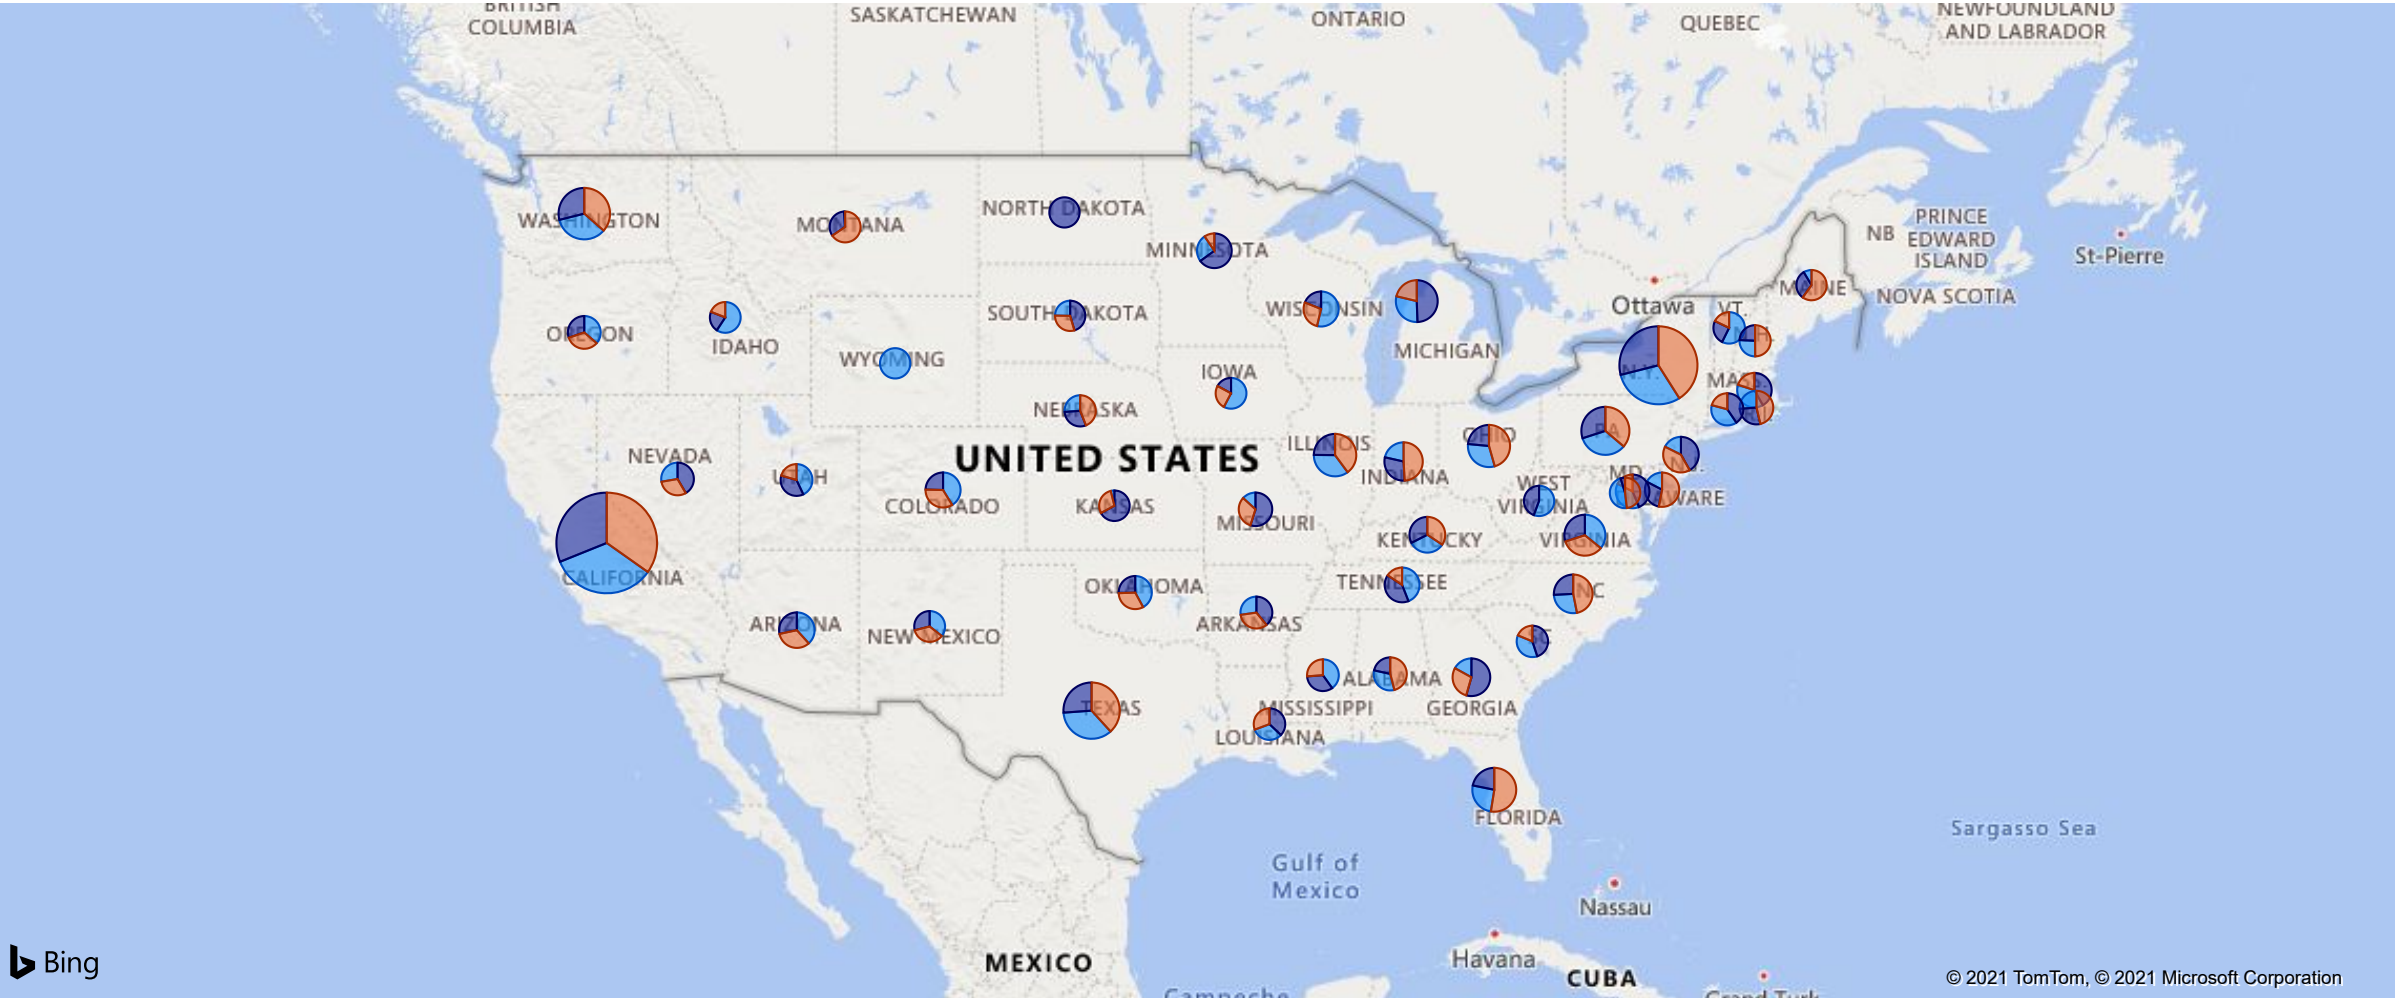 BRITISH
COLUMBIA
SASKATCHEWAN
ONTARIO
QUEBEC
NEWFOUNDLAND
AND LABRADOR
WASHINGTON
MONTANA
NORTH DAKOTA
MINNESOTA
NB
PRINCE
EDWARD
ISLAND
St-Pierre
OREGON
IDAHO
WYOMING
SOUTH DAKOTA
WISCONSIN
MICHIGAN
Ottawa
VT.
N.H.
MAINE
NOVA SCOTIA
IOWA
NEBRASKA
N.Y.
MASS.
NEVADA
UTAH
COLORADO
UNITED STATES
KANSAS
MISSOURI
ILLINOIS
INDIANA
OHIO
PA
N.J.
MD.
DELAWARE
WEST
VIRGINIA
VIRGINIA
KENTUCKY
CALIFORNIA
ARIZONA
NEW MEXICO
OKLAHOMA
ARKANSAS
TENNESSEE
NC
SC
TEXAS
LOUISIANA
MISSISSIPPI
ALABAMA
GEORGIA
FLORIDA
Gulf of
Mexico
Sargasso Sea
Nassau
Havana
CUBA
MEXICO
Campeche
Grand Turk
Bing
© 2021 TomTom, © 2021 Microsoft Corporation